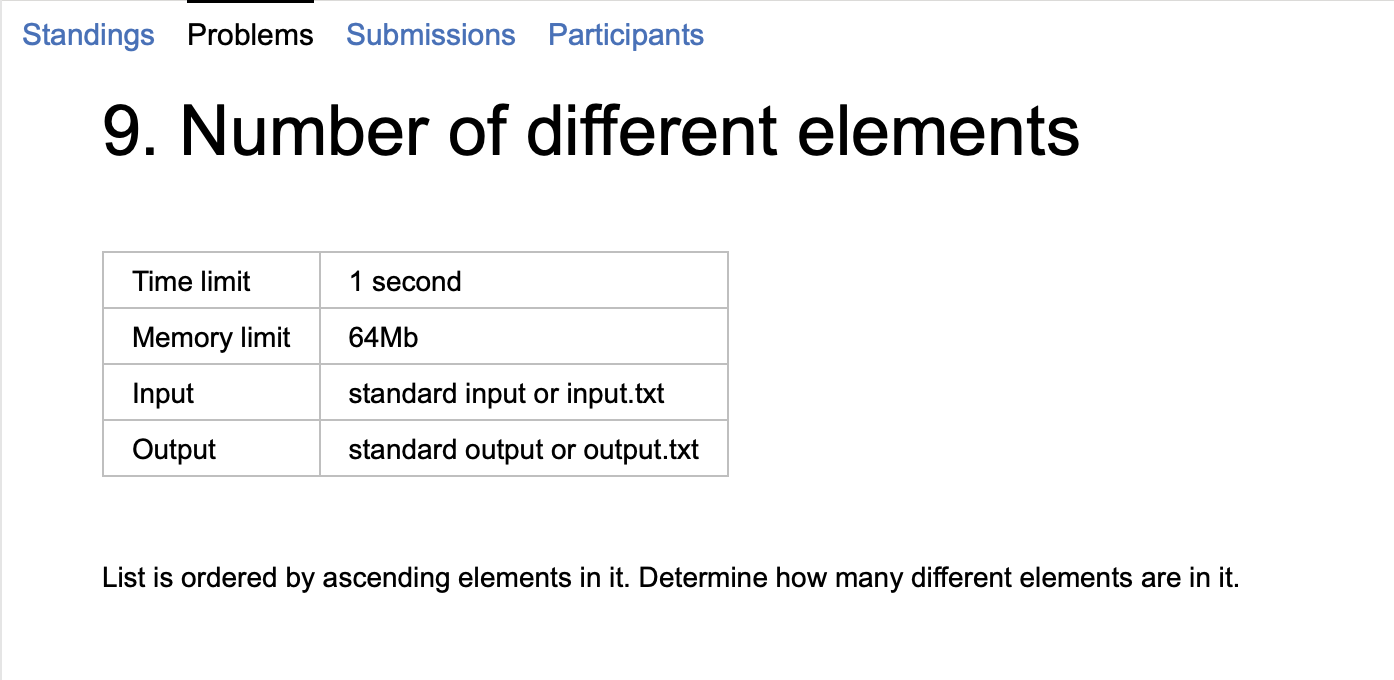 Standings Problems Submissions Participants
9. Number of different elements
Time limit 1 second
Memory limit 64Mb
Input standard input or input.txt
Output standard output or output.txt
List is ordered by ascending elements in it. Determine how many different elements are in it.